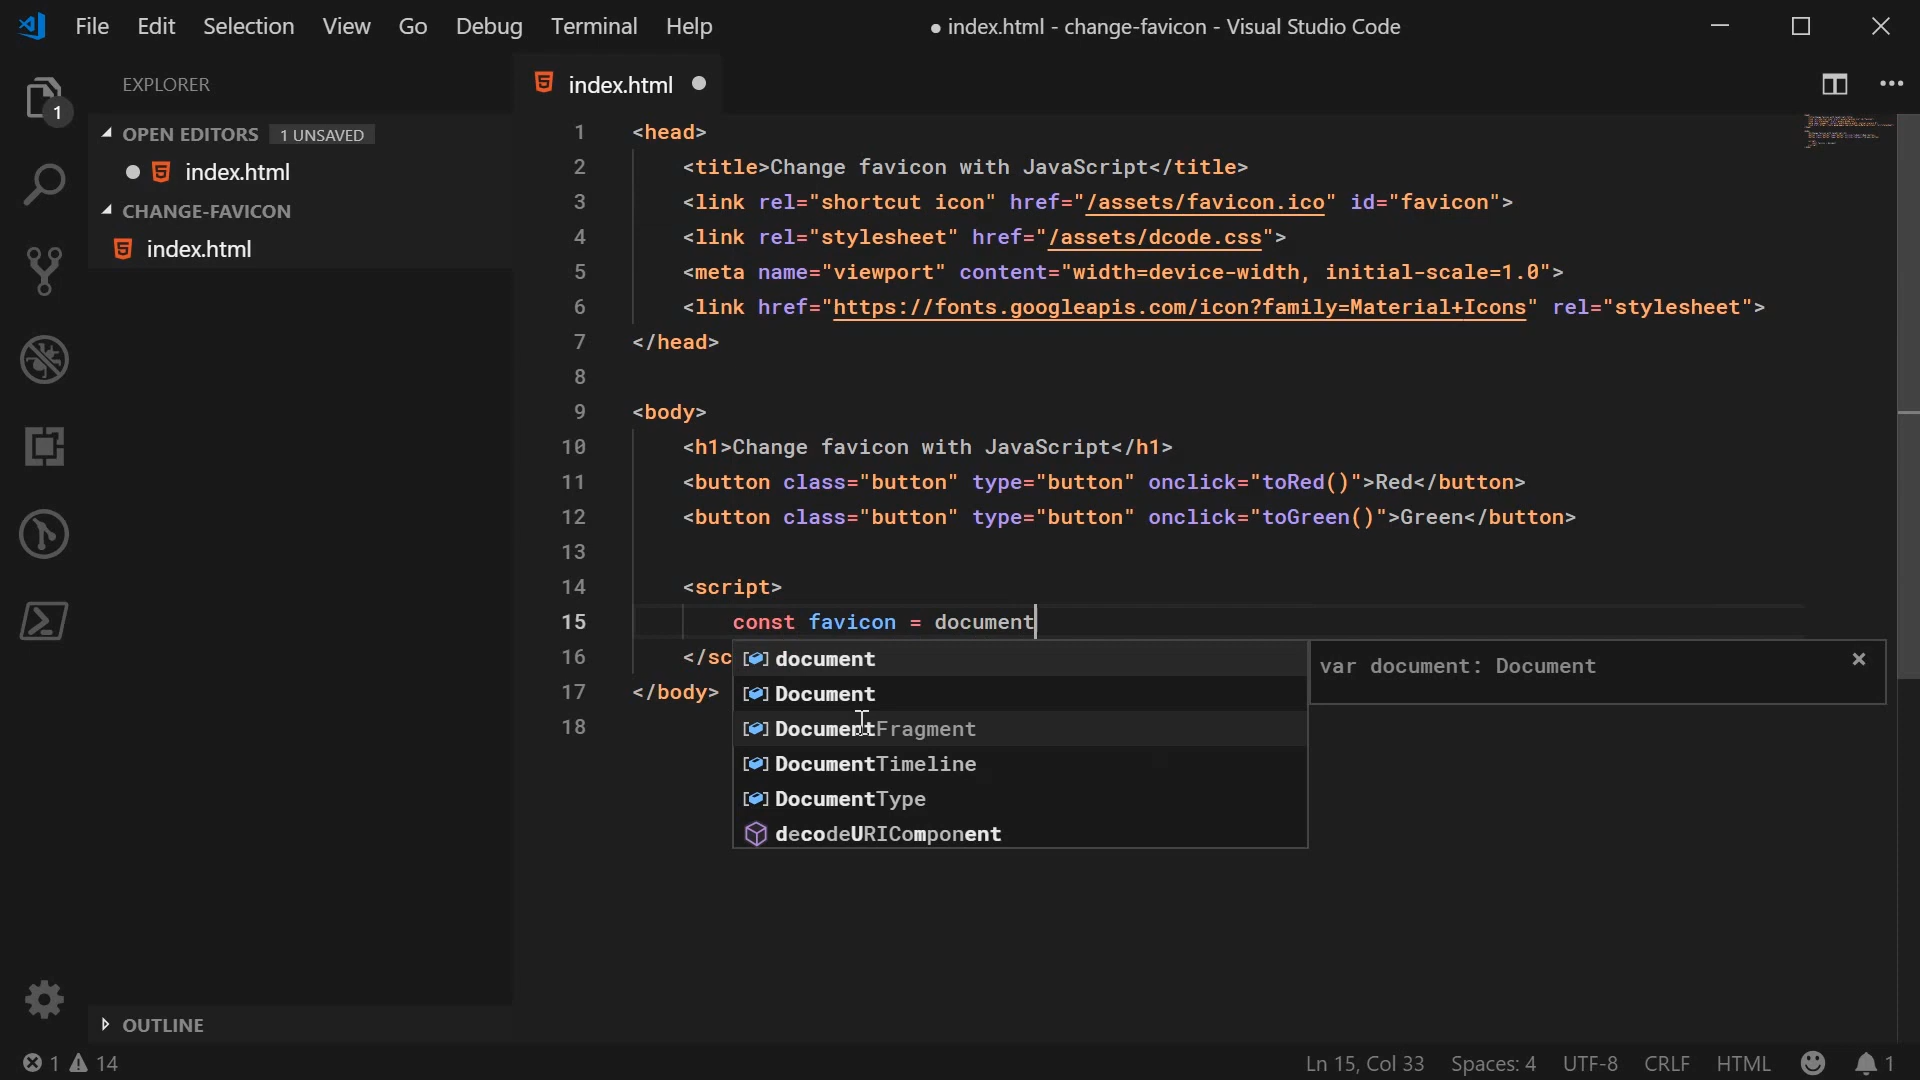 File Edit Selection View Go Debug Terminal Help
● index.html - change-favicon - Visual Studio Code
EXPLORER
1
OPEN EDITORS 1 UNSAVED
index.html
CHANGE-FAVICON
index.html
OUTLINE
index.html
1 <head>
2 <title>Change favicon with JavaScript</title>
3 <link rel="shortcut icon" href="/assets/favicon.ico" id="favicon">
4 <link rel="stylesheet" href="/assets/dcode.css">
5 <meta name="viewport" content="width=device-width, initial-scale=1.0">
6 <link href="https://fonts.googleapis.com/icon?family=Material+Icons" rel="stylesheet">
7 </head>
8
9 <body>
10 <h1>Change favicon with JavaScript</h1>
11 <button class="button" type="button" onclick="toRed()">Red</button>
12 <button class="button" type="button" onclick="toGreen()">Green</button>
13
14 <script>
15 const favicon = document
16 </sc
17 </body>
18
document
Document
DocumentFragment
DocumentTimeline
DocumentType
decodeURIComponent
var document: Document
1 14
Ln 15, Col 33 Spaces: 4 UTF-8 CRLF HTML 1